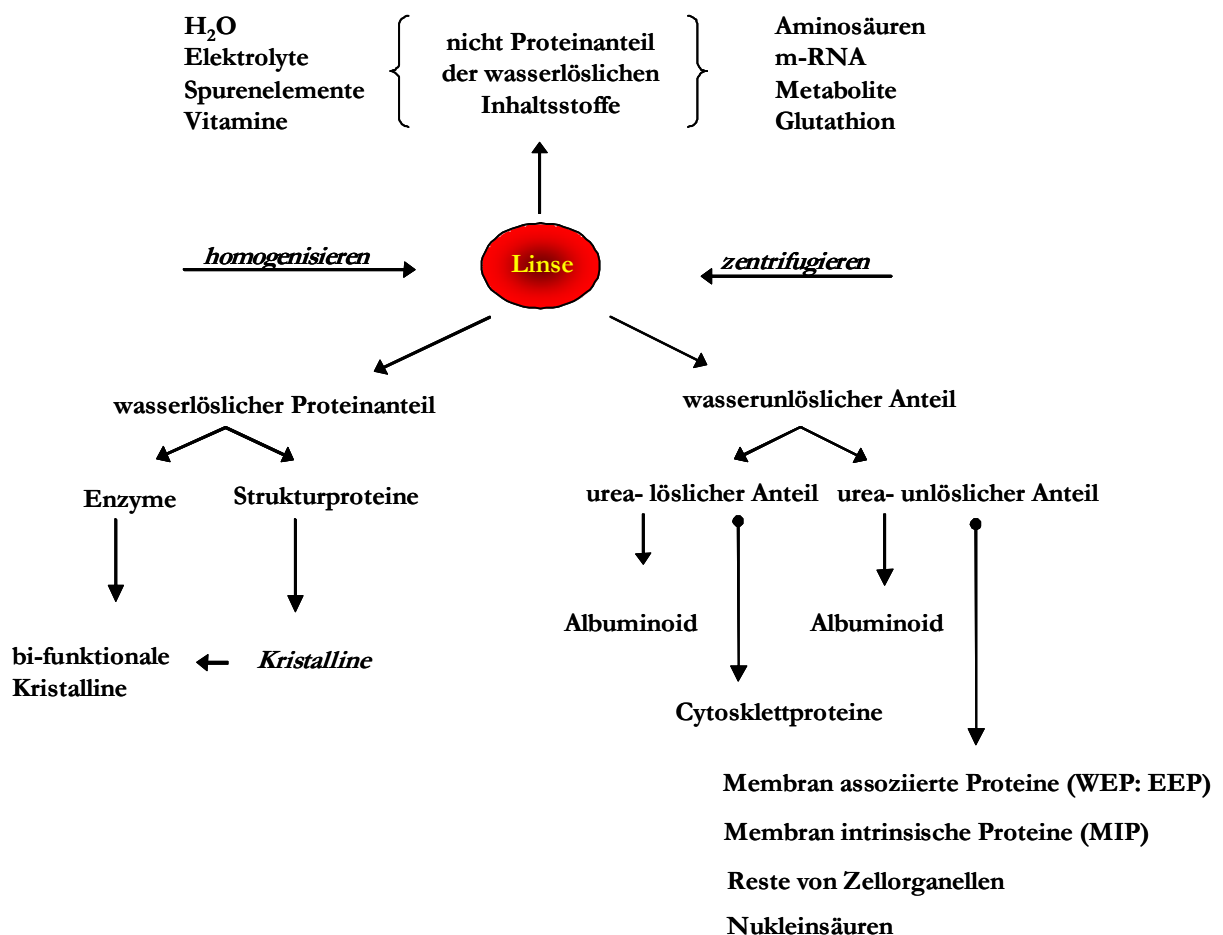 H₂O
Elektrolyte
Spurenelemente
Vitamine
nicht Proteinanteil
der wasserlöslichen
Inhaltsstoffe
Aminosäuren
m-RNA
Metabolite
Glutathion
homogenisieren
Linse
zentrifugieren
wasserlöslicher Proteinanteil
wasserunlöslicher Anteil
Enzyme
Strukturproteine
urea- löslicher Anteil
urea- unlöslicher Anteil
Albuminoid
Albuminoid
bi-funktionale
Kristalline
Kristalline
Cytosklettproteine
Membran assoziierte Proteine (WEP: EEP)
Membran intrinsische Proteine (MIP)
Reste von Zellorganellen
Nukleinsäuren